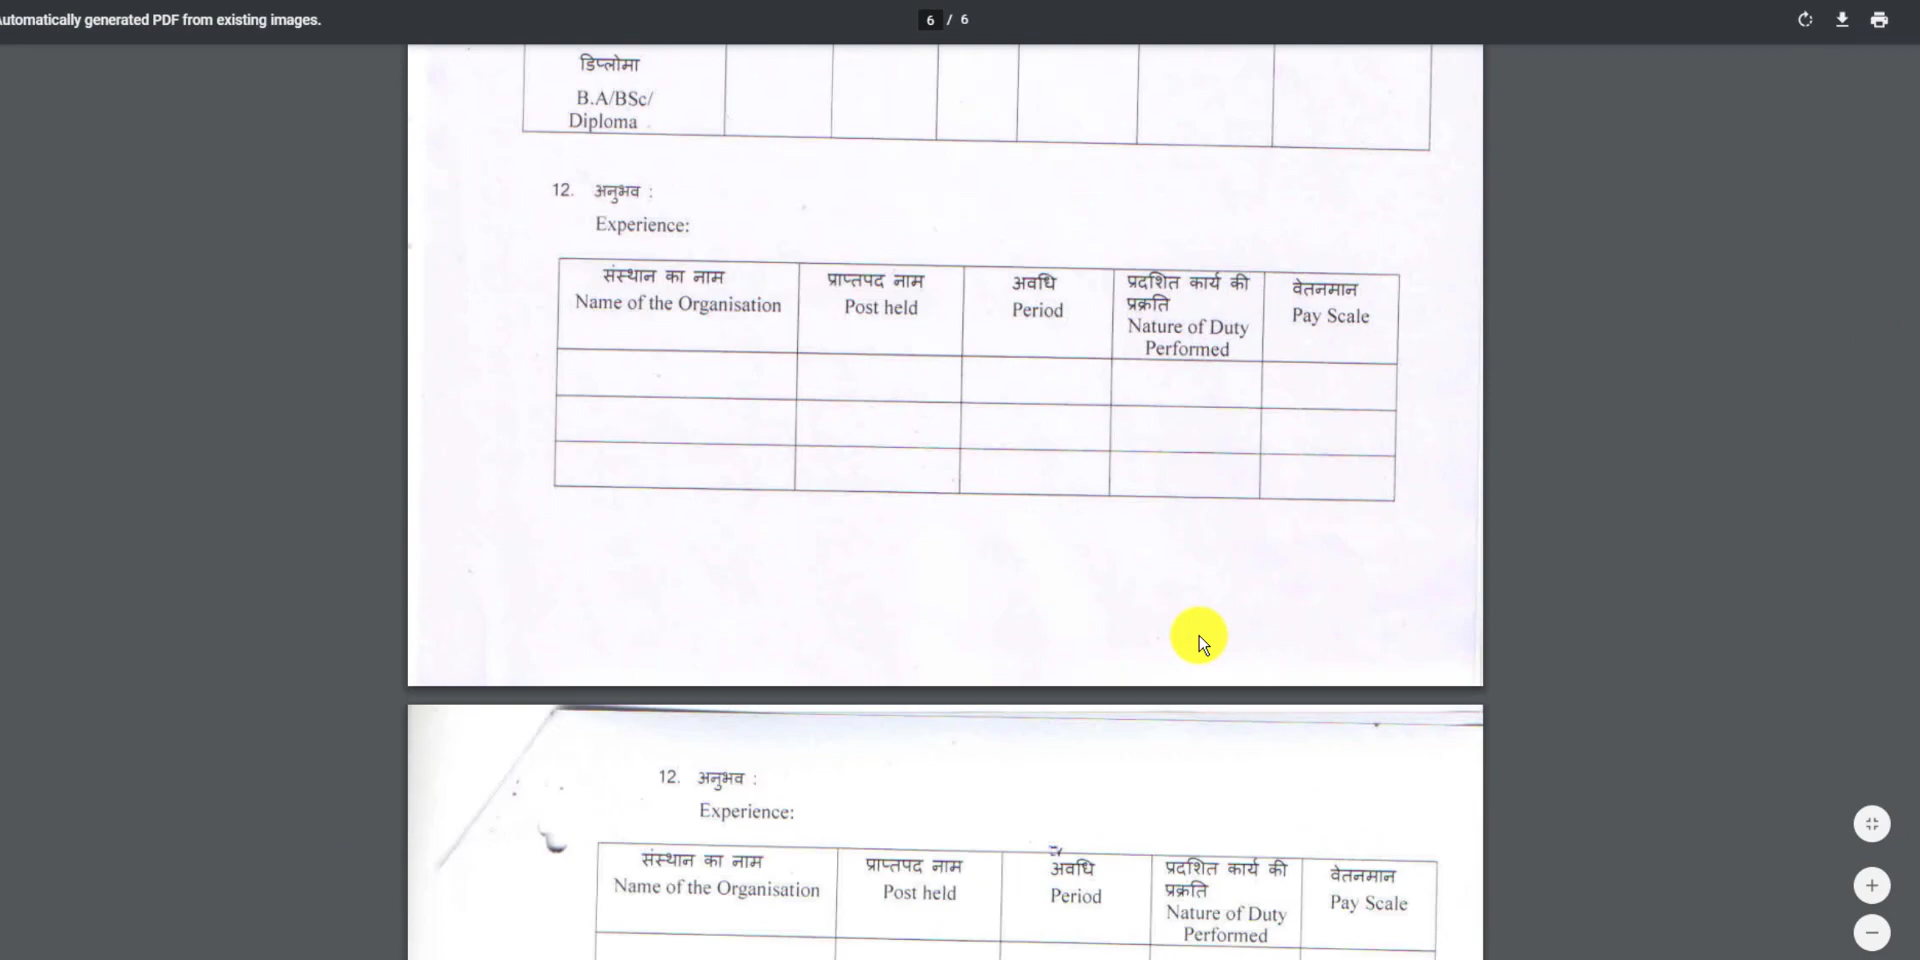 Automatically generated PDF from existing images.
6 / 6
डिप्लोमा
B.A/BSc/
Diploma
12. अनुभव :
Experience:
संस्थान का नाम
Name of the Organisation
प्राप्तपद नाम
Post held
अवधि
Period
प्रदशित कार्य की
प्रक्रति
Nature of Duty
Performed
वेतनमान
Pay Scale
12. अनुभव :
Experience:
संस्थान का नाम
Name of the Organisation
प्राप्तपद नाम
Post held
अवधि
Period
प्रदशित कार्य की
प्रक्रति
Nature of Duty
Performed
वेतनमान
Pay Scale